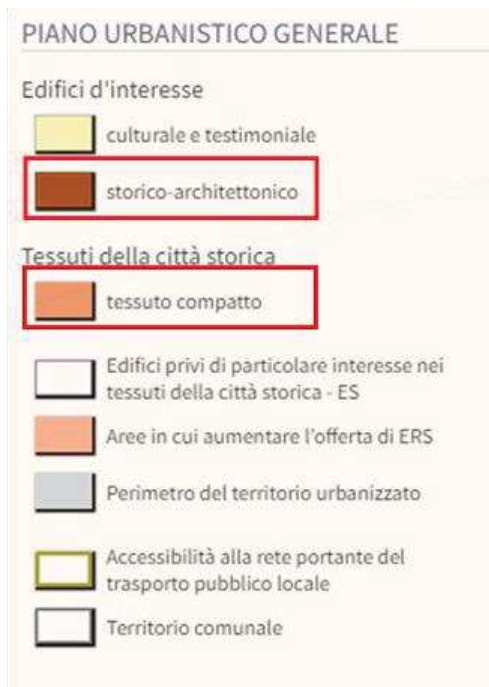 PIANO URBANISTICO GENERALE
Edifici d'interesse
culturale e testimoniale
storico-architettonico
Tessuti della città storica
tessuto compatto
Edifici privi di particolare interesse nei
tessuti della città storica - ES
Aree in cui aumentare l'offerta di ERS
Perimetro del territorio urbanizzato
Accessibilità alla rete portante del
trasporto pubblico locale
Territorio comunale